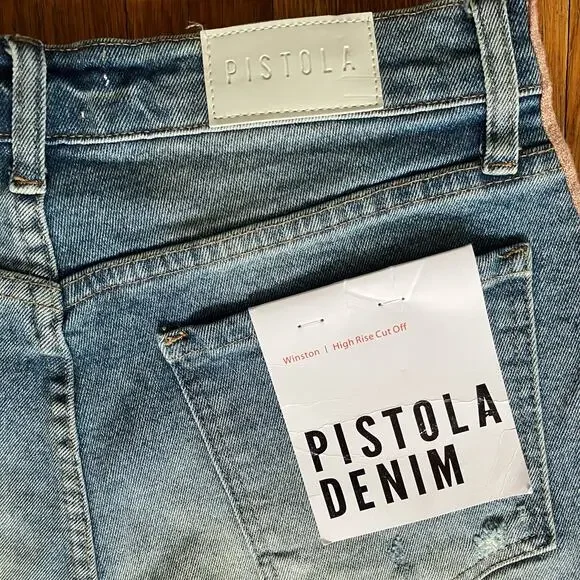 PISTOLA
Winston | High Rise Cut Off
PISTOLA
DENIM